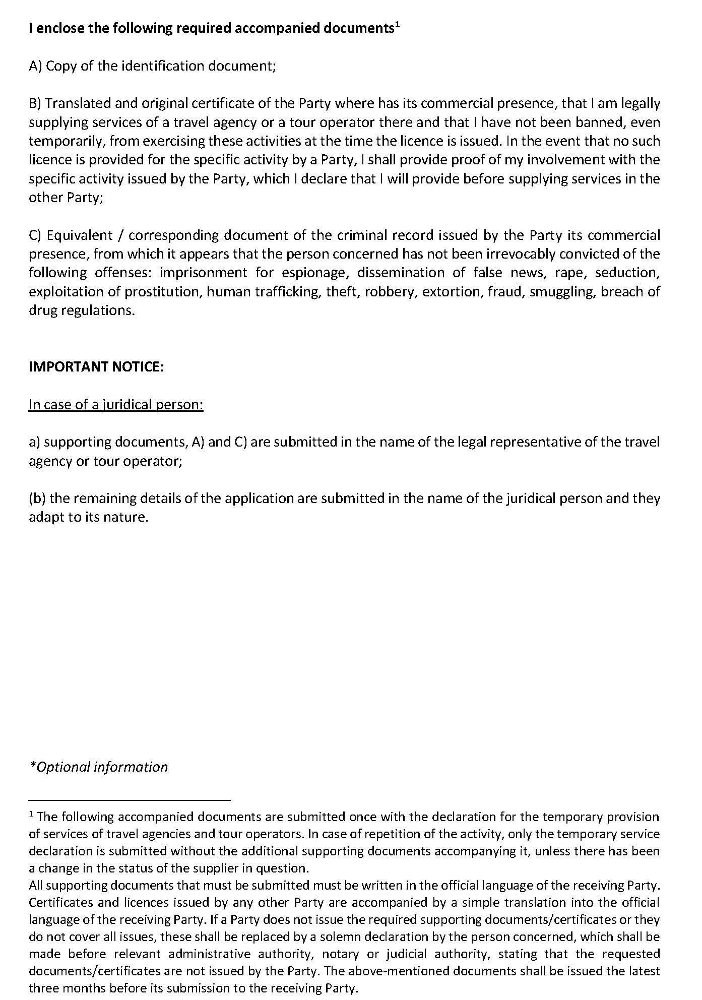 I enclose the following required accompanied documents¹
A) Copy of the identification document;
B) Translated and original certificate of the Party where has its commercial presence, that I am legally
supplying services of a travel agency or a tour operator there and that I have not been banned, even
temporarily, from exercising these activities at the time the licence is issued. In the event that no such
licence is provided for the specific activity by a Party, I shall provide proof of my involvement with the
specific activity issued by the Party, which I declare that I will provide before supplying services in the
other Party;
C) Equivalent / corresponding document of the criminal record issued by the Party its commercial
presence, from which it appears that the person concerned has not been irrevocably convicted of the
following offenses: imprisonment for espionage, dissemination of false news, rape, seduction,
exploitation of prostitution, human trafficking, theft, robbery, extortion, fraud, smuggling, breach of
drug regulations.
IMPORTANT NOTICE:
In case of a juridical person:
a) supporting documents, A) and C) are submitted in the name of the legal representative of the travel
agency or tour operator;
(b) the remaining details of the application are submitted in the name of the juridical person and they
adapt to its nature.
*Optional information
¹ The following accompanied documents are submitted once with the declaration for the temporary provision
of services of travel agencies and tour operators. In case of repetition of the activity, only the temporary service
declaration is submitted without the additional supporting documents accompanying it, unless there has been
a change in the status of the supplier in question.
All supporting documents that must be submitted must be written in the official language of the receiving Party.
Certificates and licences issued by any other Party are accompanied by a simple translation into the official
language of the receiving Party. If a Party does not issue the required supporting documents/certificates or they
do not cover all issues, these shall be replaced by a solemn declaration by the person concerned, which shall be
made before relevant administrative authority, notary or judicial authority, stating that the requested
documents/certificates are not issued by the Party. The above-mentioned documents shall be issued the latest
three months before its submission to the receiving Party.